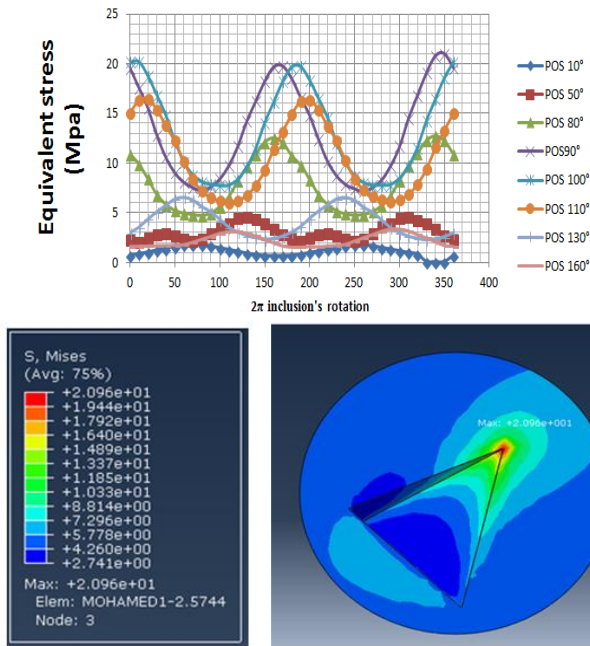 25
20
15
10
5
0
Equivalent stress
(Mpa)
0 50 100 150 200 250 300 350 400
2π inclusion's rotation
POS 10°
POS 50°
POS 80°
POS90°
POS 100°
POS 110°
POS 130°
POS 160°
S, Mises
(Avg: 75%)
+2.096e+01
+1.944e+01
+1.792e+01
+1.640e+01
+1.489e+01
+1.337e+01
+1.185e+01
+1.033e+01
+8.814e+00
+7.296e+00
+5.778e+00
+4.260e+00
+2.741e+00
Max: +2.096e+01
Elem: MOHAMED1-2.5744
Node: 3
Max: +2.096e+001